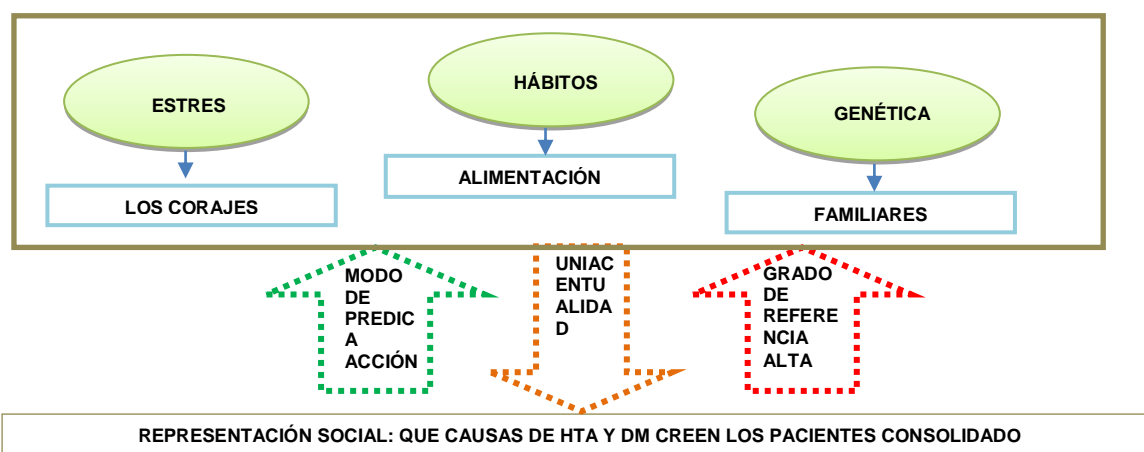 ESTRES
HÁBITOS
GENÉTICA
LOS CORAJES
ALIMENTACIÓN
FAMILIARES
MODO
DE
PREDIC
A
ACCIÓN
UNIAC
ENTU
ALIDA
D
GRADO
DE
REFERE
NCIA
ALTA
REPRESENTACIÓN SOCIAL: QUE CAUSAS DE HTA Y DM CREEN LOS PACIENTES CONSOLIDADO